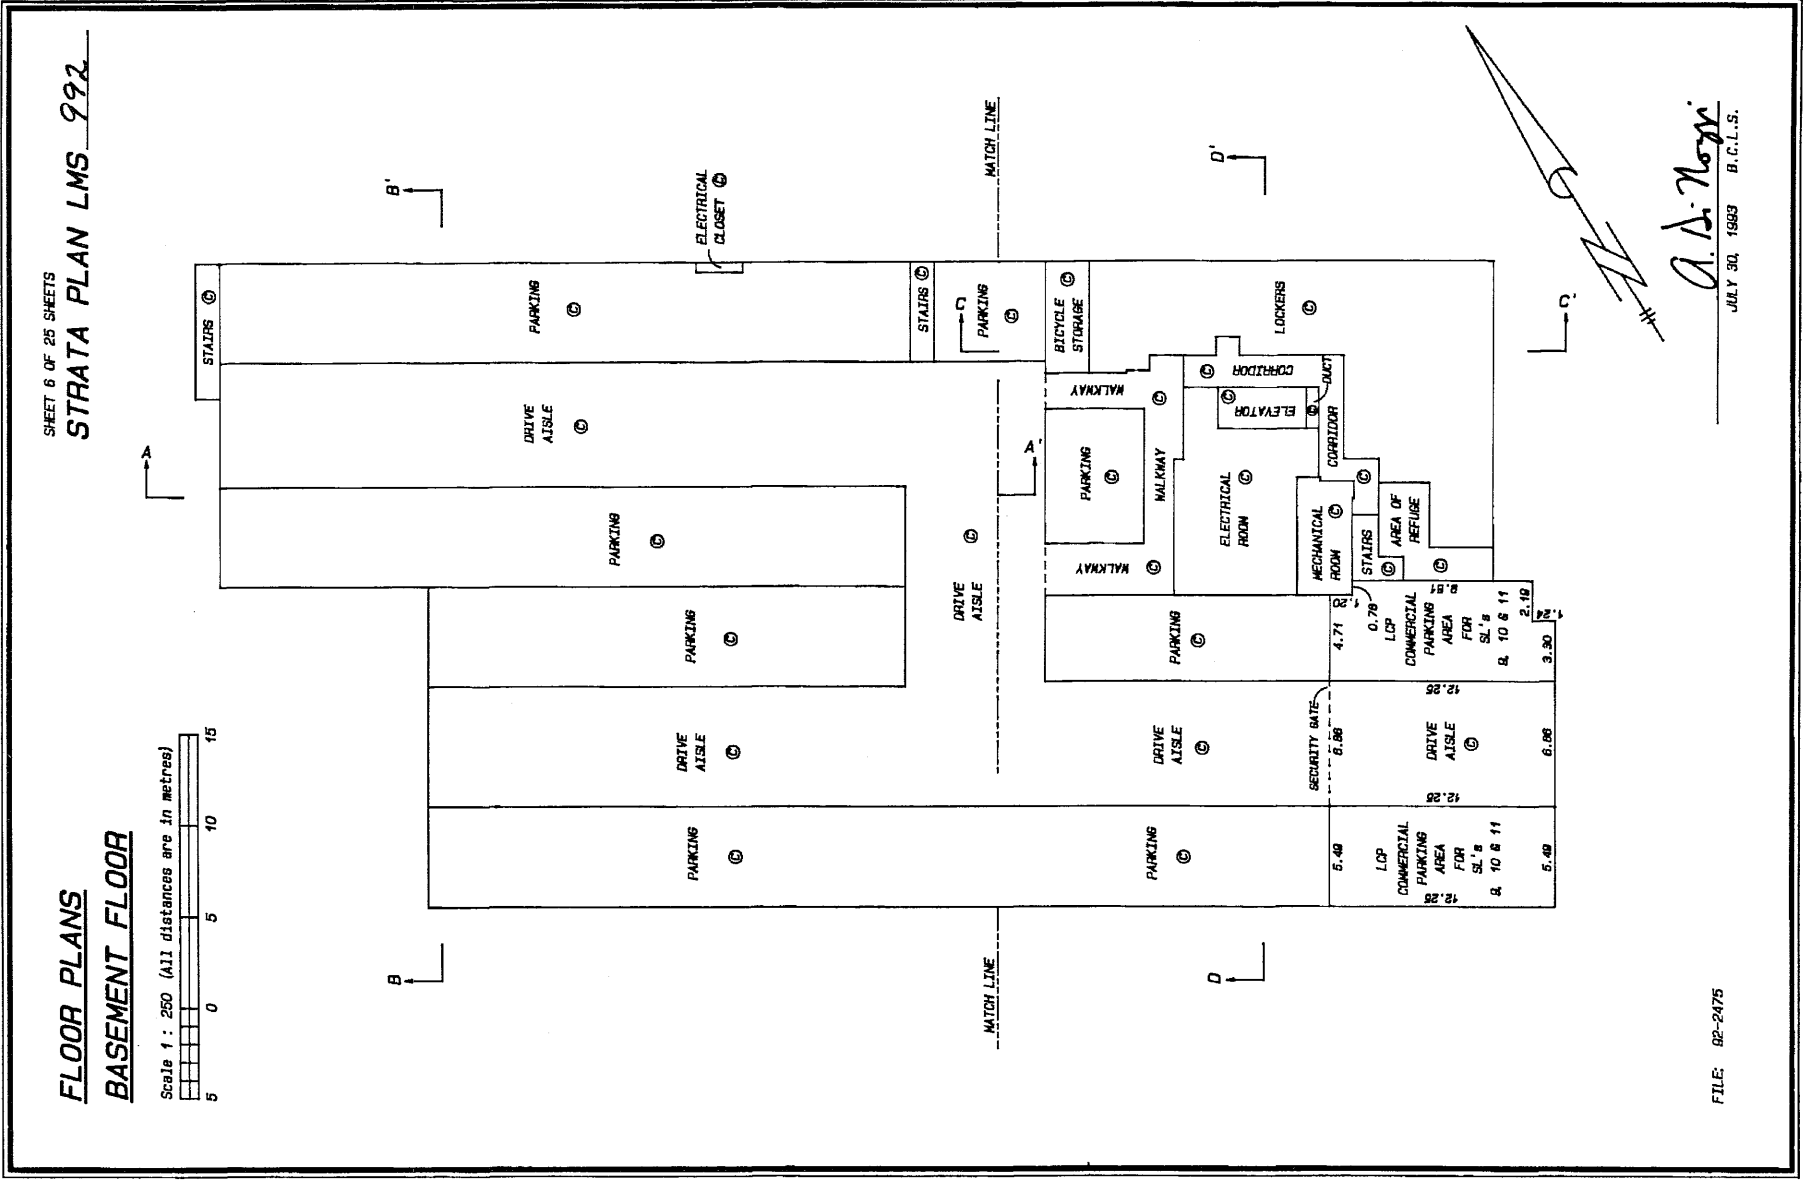 SHEET 6 OF 25 SHEETS
STRATA PLAN LMS 992
FLOOR PLANS
BASEMENT FLOOR
Scale 1 : 250 (All distances are in metres)
5 0 5 10 15
A
A'
B
B'
C
C'
D
D'
MATCH LINE
MATCH LINE
STAIRS ©
PARKING
©
ELECTRICAL
CLOSET ©
STAIRS ©
PARKING
©
BICYCLE ©
STORAGE
LOCKERS
©
DRIVE
AISLE
©
PARKING
©
PARKING
©
DRIVE
AISLE
©
DRIVE
AISLE
©
PARKING
©
WALKWAY
©
WALKWAY
WALKWAY
©
PARKING
©
CORRIDOR
©
ELEVATOR
©
DUCT
©
CORRIDOR
©
ELECTRICAL
ROOM
©
MECHANICAL
ROOM
©
STAIRS
©
AREA OF
REFUGE
©
PARKING
©
DRIVE
AISLE
©
PARKING
©
SECURITY GATE
4.71
1.20
0.78
9.81
2.19
1.24
3.30
LCP
COMMERCIAL
PARKING
AREA
FOR
SL's
9, 10 & 11
12.25
6.86
DRIVE
AISLE
©
6.86
12.25
5.49
LCP
COMMERCIAL
PARKING
AREA
FOR
SL's
9, 10 & 11
5.49
12.25
A. Di Nozzi
JULY 30, 1993 B.C.L.S.
FILE: 92-2475